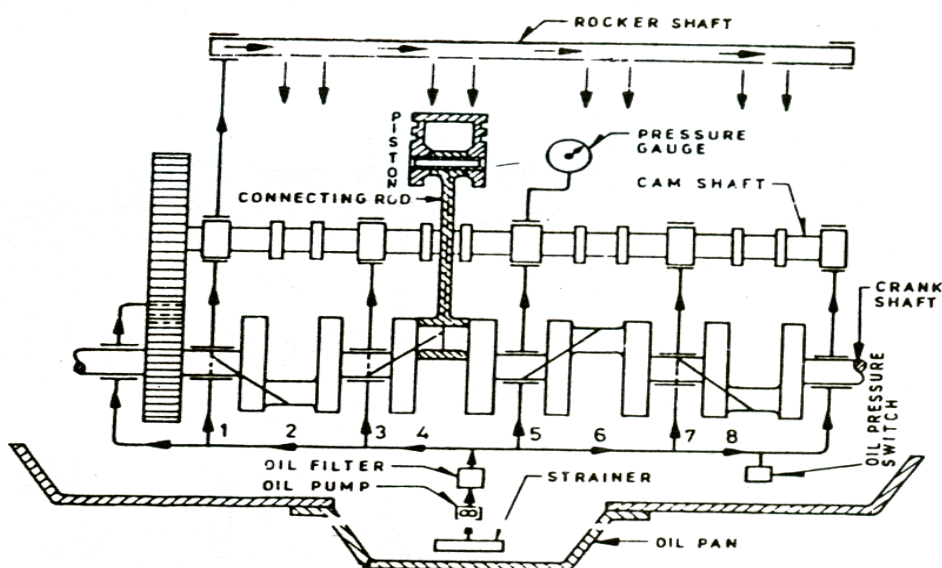 ROCKER SHAFT
PISTON
PRESSURE
GAUGE
CAM SHAFT
CONNECTING ROD
CRANK
SHAFT
1 2 3 4 5 6 7 8
OIL PRESSURE
SWITCH
OIL FILTER
OIL PUMP
STRAINER
OIL PAN